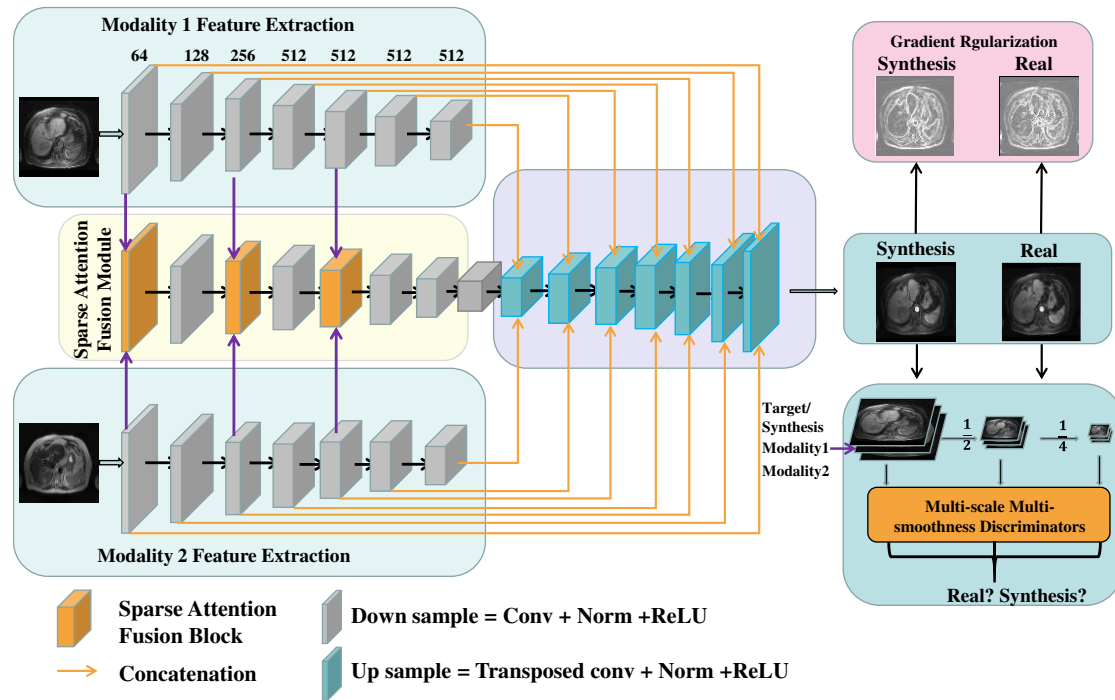 Modality 1 Feature Extraction
64 128 256 512 512 512 512
Sparse Attention
Fusion Module
Modality 2 Feature Extraction
Gradient Rgularization
Synthesis Real
Synthesis Real
Target/
Synthesis
Modality1
Modality2
1/2
1/4
Multi-scale Multi-
smoothness Discriminators
Real? Synthesis?
Sparse Attention
Fusion Block
Concatenation
Down sample = Conv + Norm +ReLU
Up sample = Transposed conv + Norm +ReLU